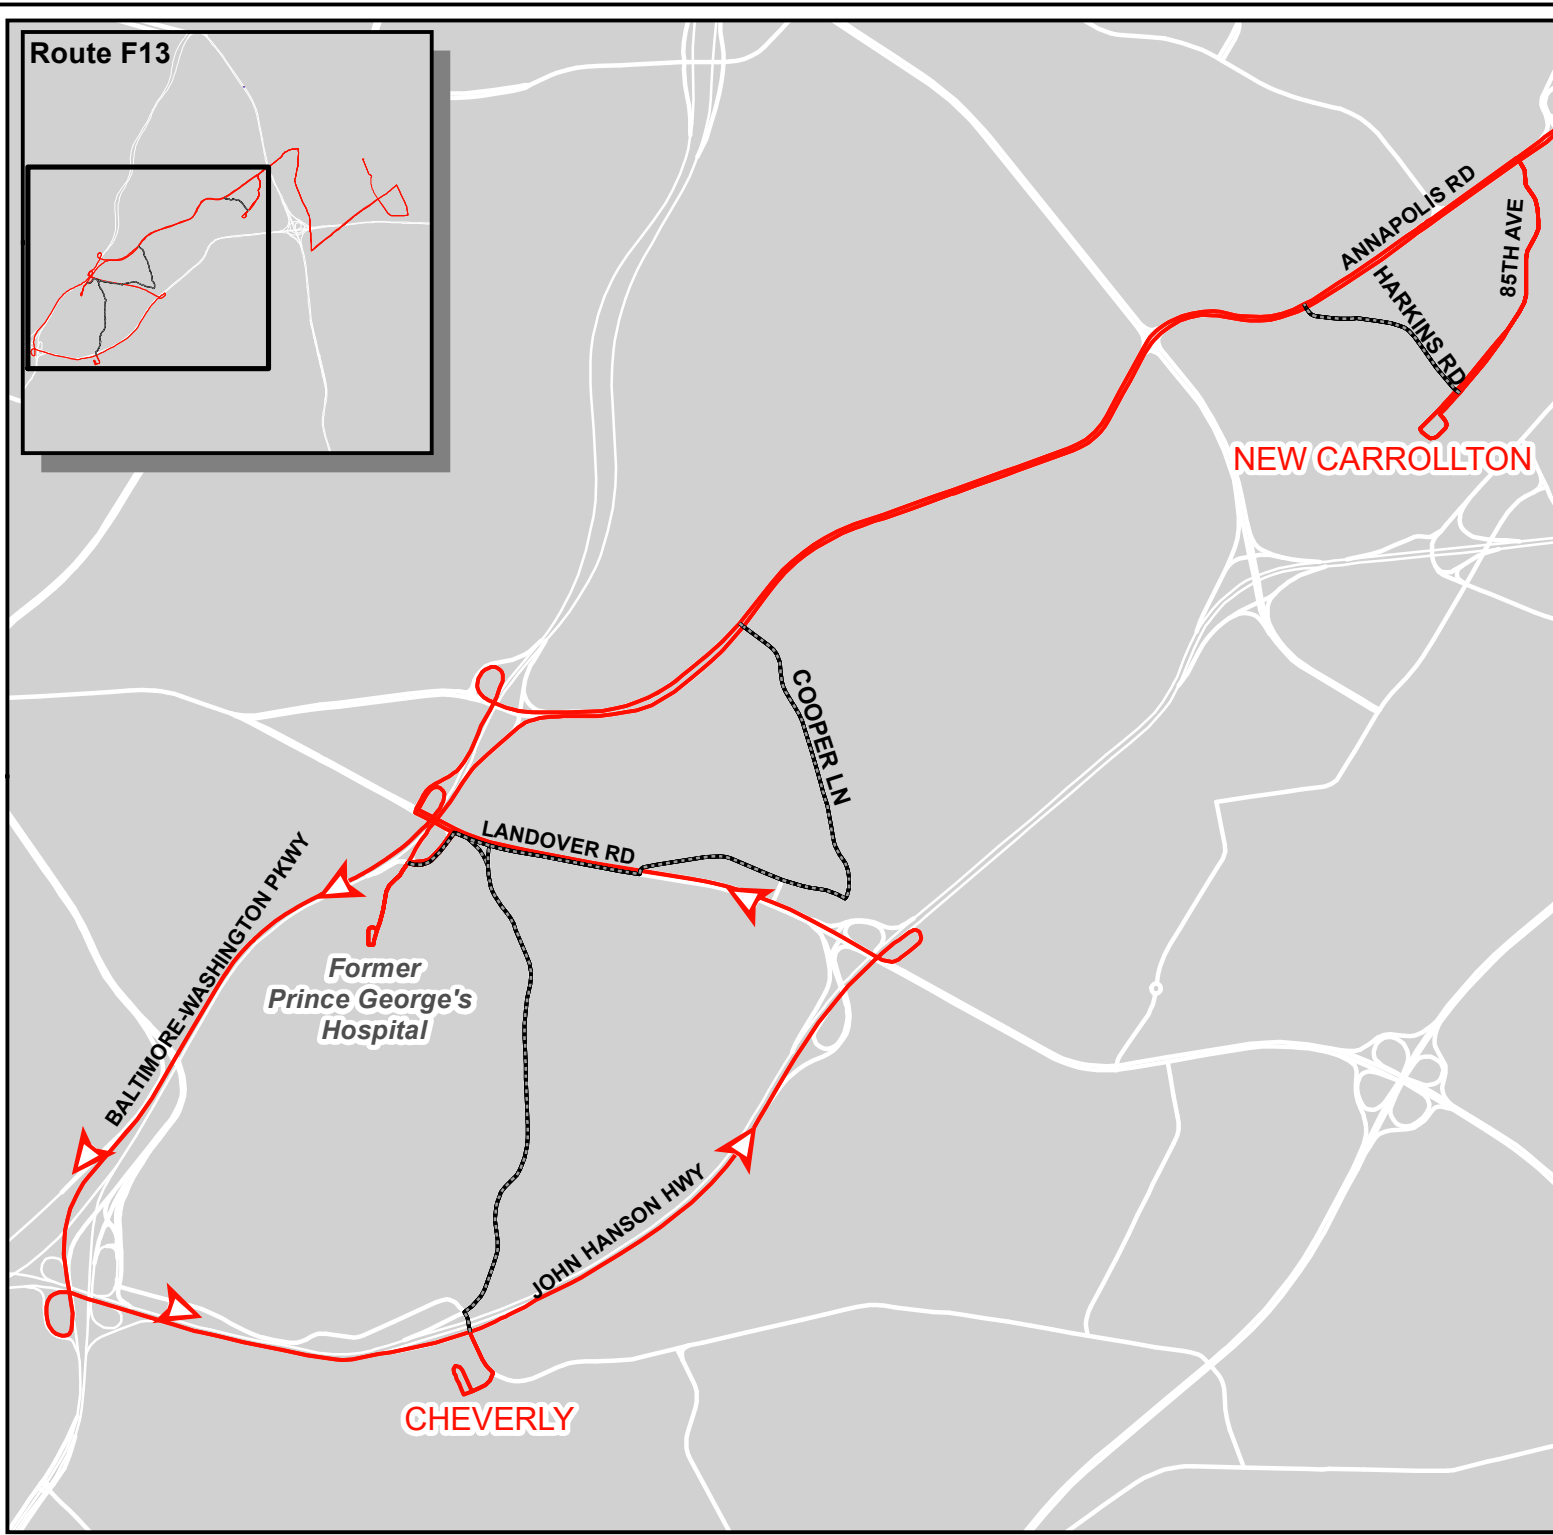 Route F13
ANNAPOLIS RD
85TH AVE
HARKINS RD
NEW CARROLLTON
COOPER LN
LANDOVER RD
BALTIMORE-WASHINGTON PKWY
Former
Prince George's
Hospital
JOHN HANSON HWY
CHEVERLY